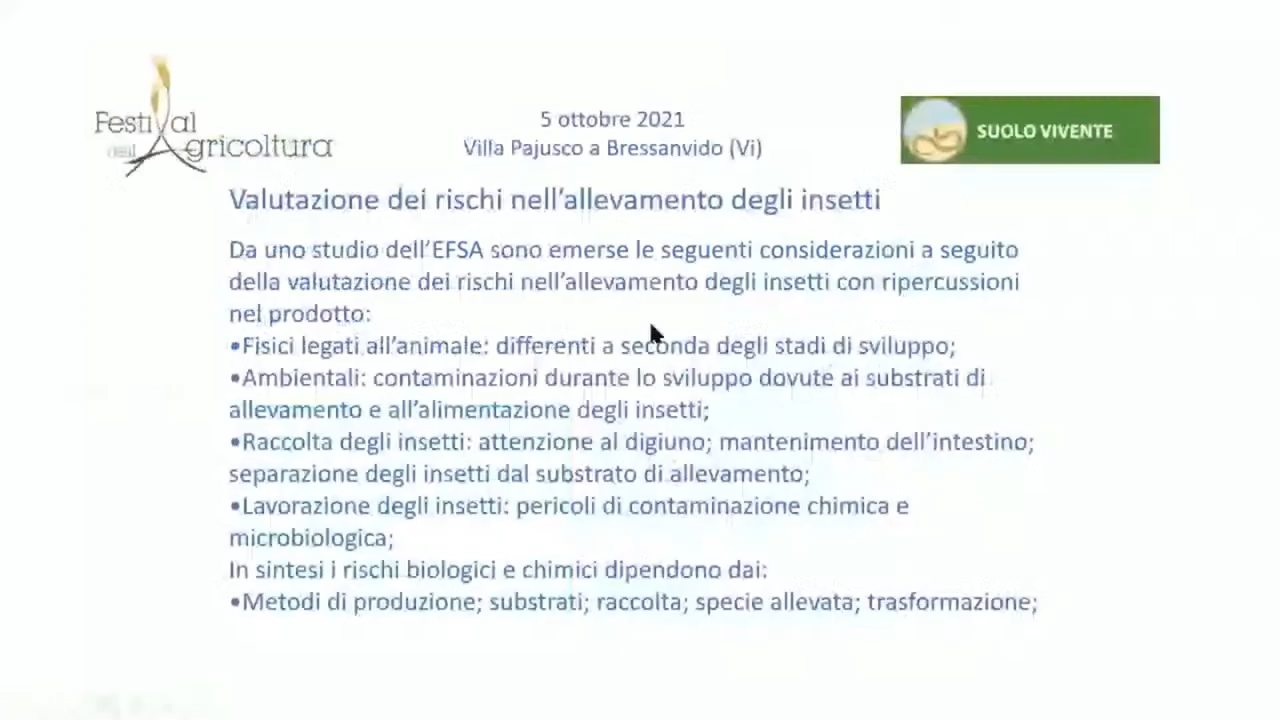 Festival
dell'Agricoltura
5 ottobre 2021
Villa Pajusco a Bressanvido (Vi)
SUOLO VIVENTE
Valutazione dei rischi nell'allevamento degli insetti
Da uno studio dell'EFSA sono emerse le seguenti considerazioni a seguito
della valutazione dei rischi nell'allevamento degli insetti con ripercussioni
nel prodotto:
•Fisici legati all'animale: differenti a seconda degli stadi di sviluppo;
•Ambientali: contaminazioni durante lo sviluppo dovute ai substrati di
allevamento e all'alimentazione degli insetti;
•Raccolta degli insetti: attenzione al digiuno; mantenimento dell'intestino;
separazione degli insetti dal substrato di allevamento;
•Lavorazione degli insetti: pericoli di contaminazione chimica e
microbiologica;
In sintesi i rischi biologici e chimici dipendono dai:
•Metodi di produzione; substrati; raccolta; specie allevata; trasformazione;